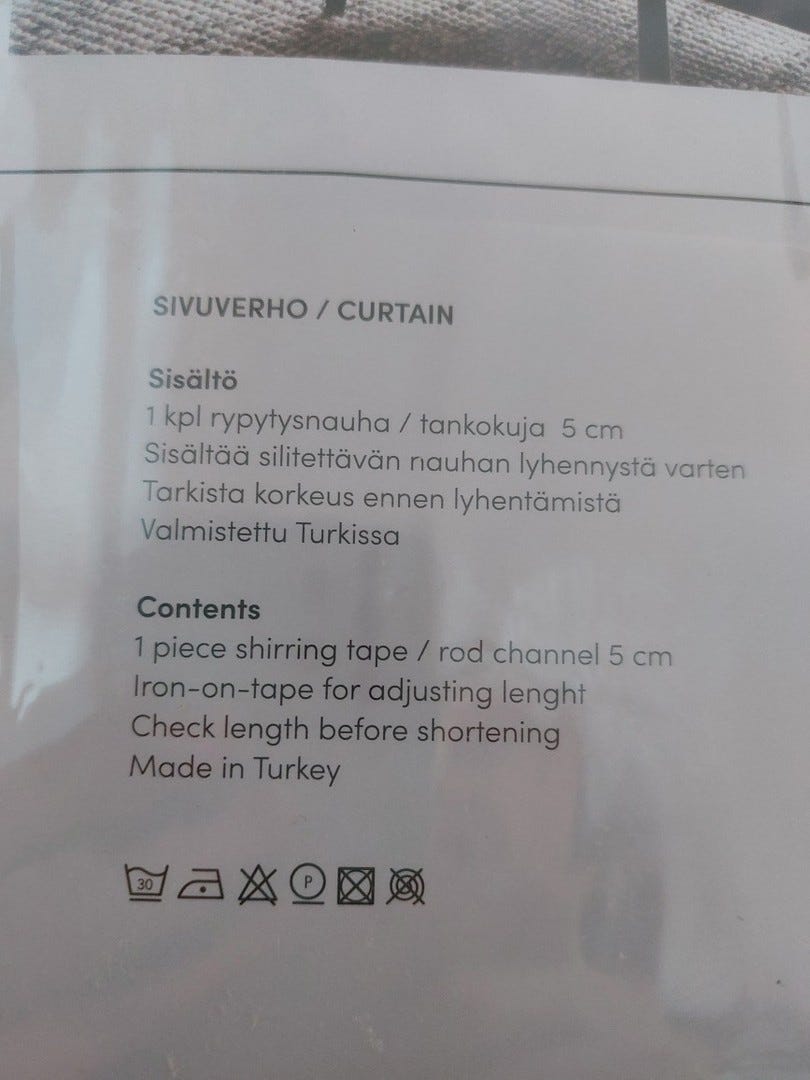 SIVUVERHO / CURTAIN
Sisältö
1 kpl rypytysnauha / tankokuja 5 cm
Sisältää silitettävän nauhan lyhennystä varten
Tarkista korkeus ennen lyhentämistä
Valmistettu Turkissa
Contents
1 piece shirring tape / rod channel 5 cm
Iron-on-tape for adjusting lenght
Check length before shortening
Made in Turkey
30 P